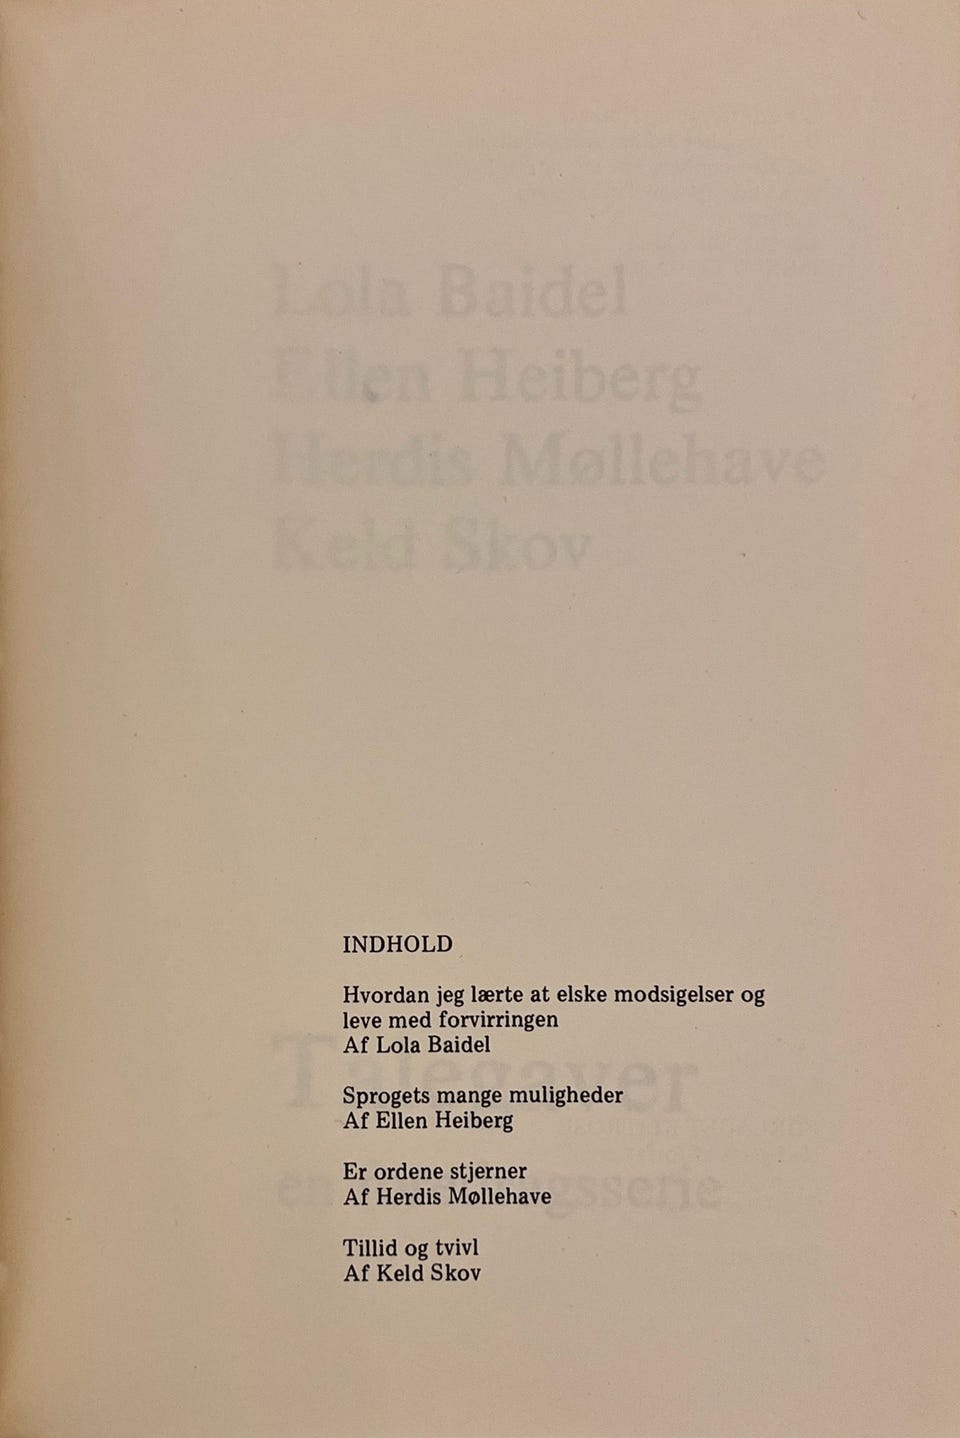 Lola Baidel
Ellen Heiberg
Herdis Møllehave
Keld Skov
INDHOLD
Hvordan jeg lærte at elske modsigelser og
leve med forvirringen
Af Lola Baidel
Talegaver
Sprogets mange muligheder
Af Ellen Heiberg
Er ordene stjerner
Af Herdis Møllehave
Tillid og tvivl
Af Keld Skov